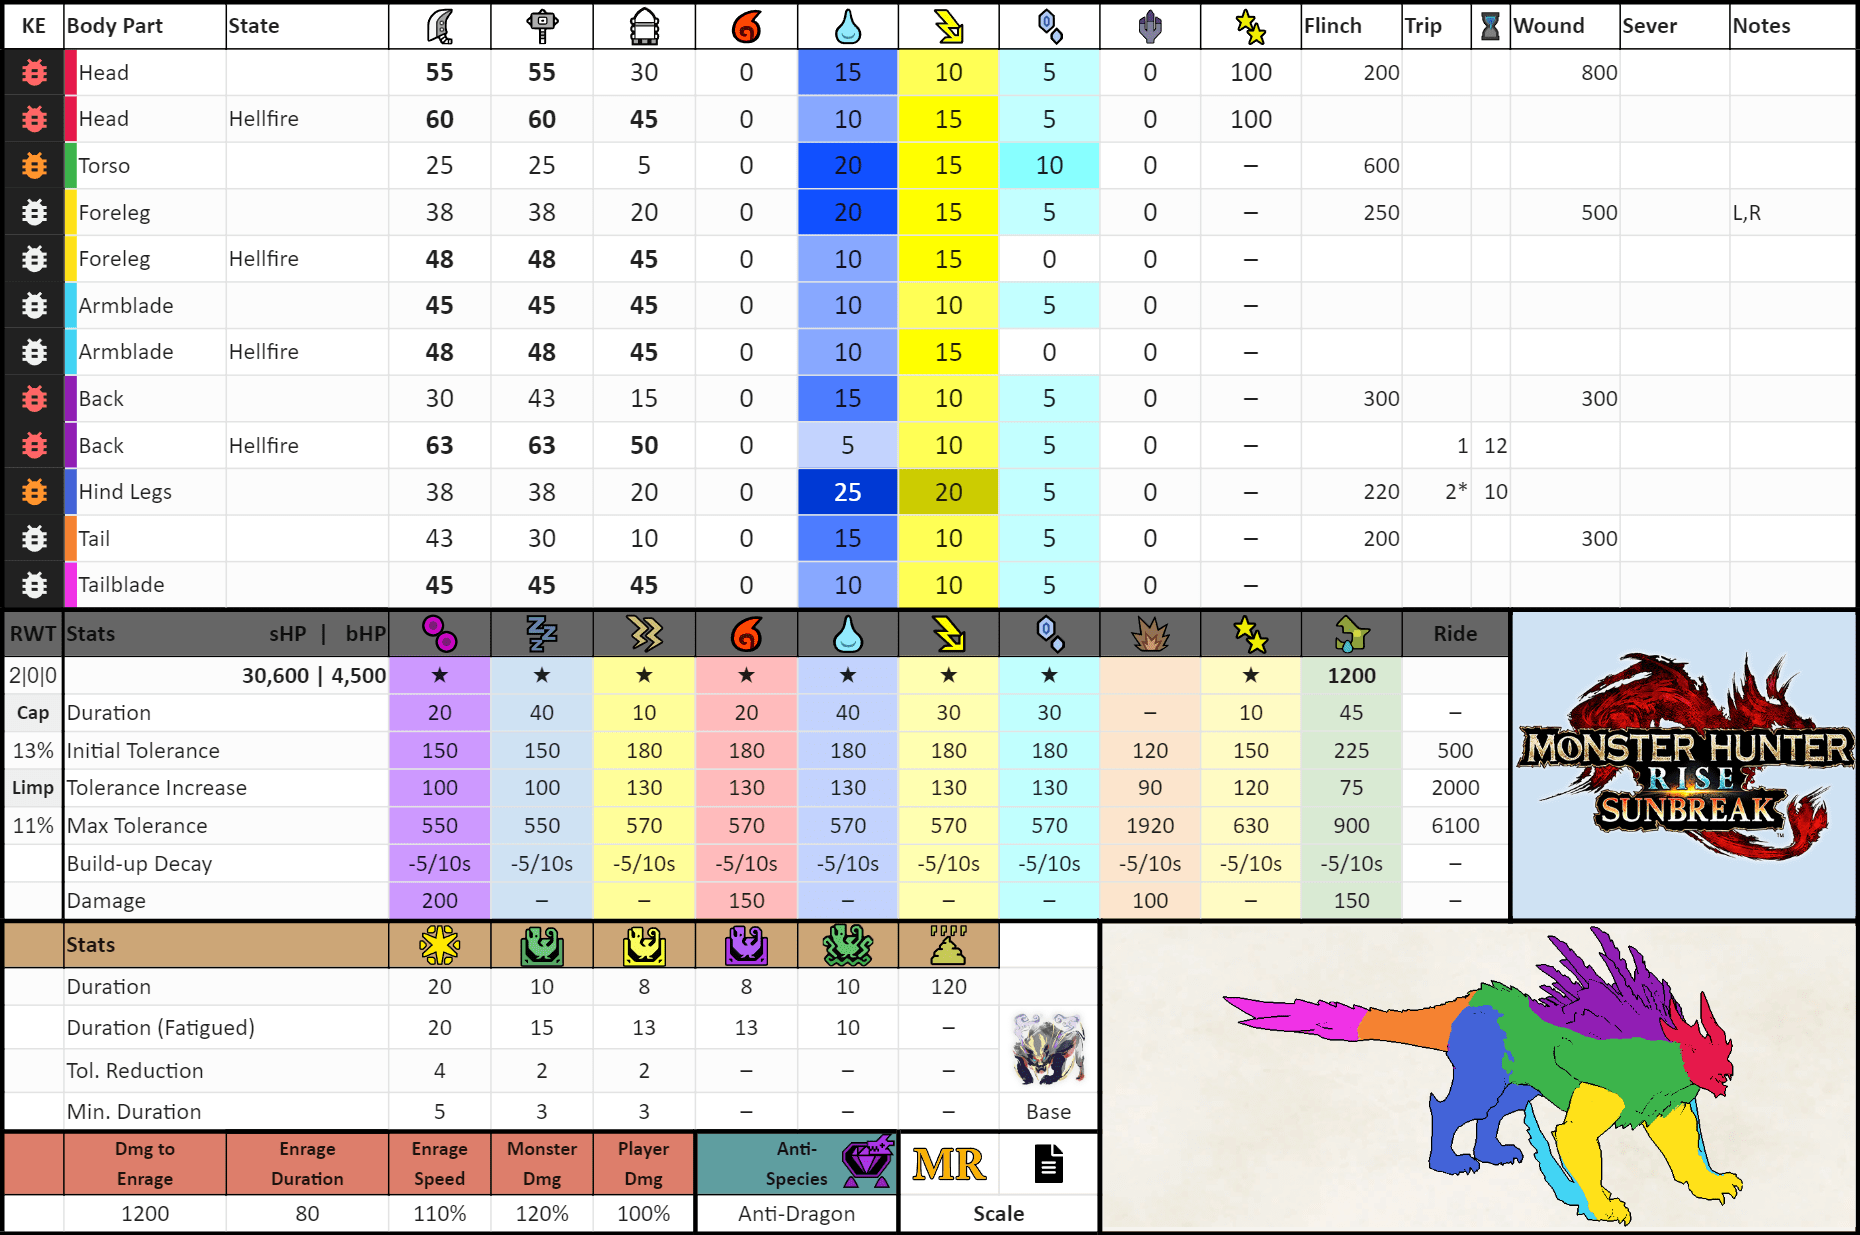 KE Body Part State Flinch Trip Wound Sever Notes
Head 55 55 30 0 15 10 5 0 100 200 800
Head Hellfire 60 60 45 0 10 15 5 0 100
Torso 25 25 5 0 20 15 10 0 – 600
Foreleg 38 38 20 0 20 15 5 0 – 250 500 L,R
Foreleg Hellfire 48 48 45 0 10 15 0 0 –
Armblade 45 45 45 0 10 10 5 0 –
Armblade Hellfire 48 48 45 0 10 15 0 0 –
Back 30 43 15 0 15 10 5 0 – 300 300
Back Hellfire 63 63 50 0 5 10 5 0 – 1 12
Hind Legs 38 38 20 0 25 20 5 0 – 220 2* 10
Tail 43 30 10 0 15 10 5 0 – 200 300
Tailblade 45 45 45 0 10 10 5 0 –
RWT Stats sHP | bHP Ride
2|0|0 30,600 | 4,500 ★ ★ ★ ★ ★ ★ ★ ★ 1200
Cap Duration 20 40 10 20 40 30 30 – 10 45 –
13% Initial Tolerance 150 150 180 180 180 180 180 120 150 225 500
Limp Tolerance Increase 100 100 130 130 130 130 130 90 120 75 2000
11% Max Tolerance 550 550 570 570 570 570 570 1920 630 900 6100
Build-up Decay -5/10s -5/10s -5/10s -5/10s -5/10s -5/10s -5/10s -5/10s -5/10s -5/10s –
Damage 200 – – 150 – – – 100 – 150 –
MONSTER HUNTER
RISE
SUNBREAK
™
Stats
Duration 20 10 8 8 10 120
Duration (Fatigued) 20 15 13 13 10 –
Tol. Reduction 4 2 2 – – –
Min. Duration 5 3 3 – – – Base
Dmg to Enrage Enrage Monster Player Anti-
Enrage Duration Speed Dmg Dmg Species MR
1200 80 110% 120% 100% Anti-Dragon Scale